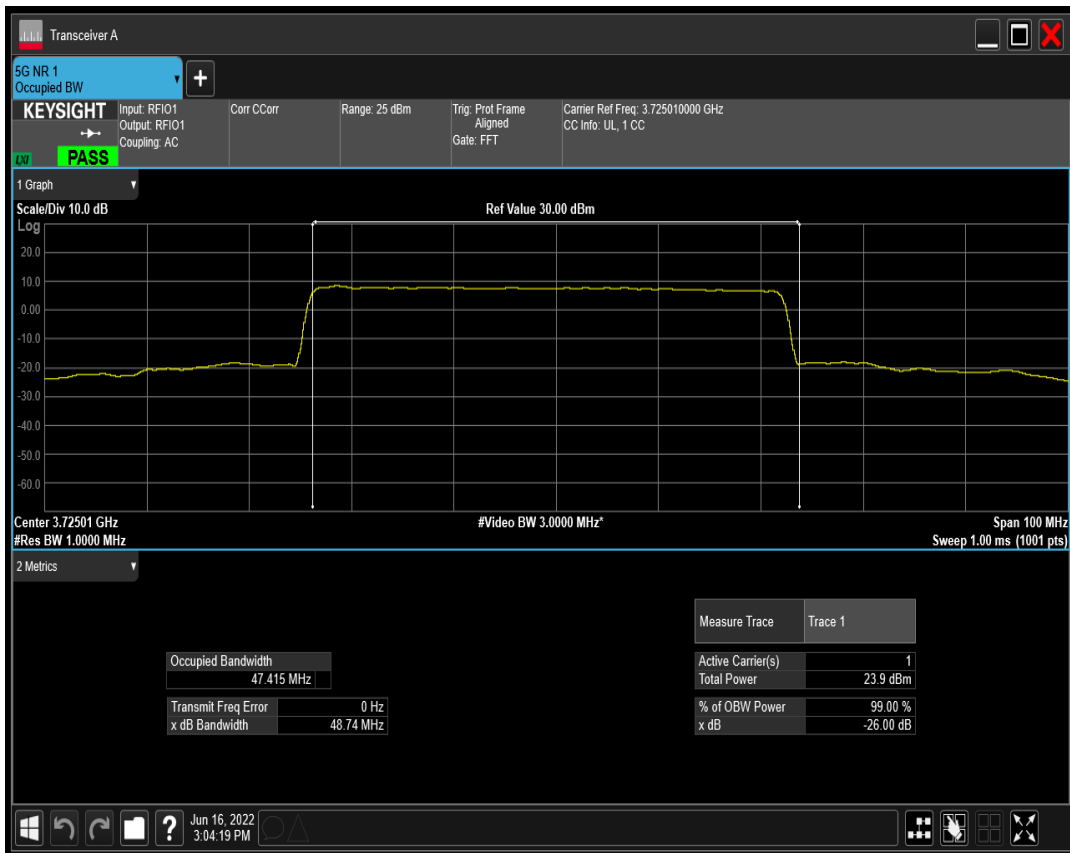 Transceiver A
5G NR 1
Occupied BW
KEYSIGHT
LXI
PASS
Input: RFIO1
Output: RFIO1
Coupling: AC
Corr CCorr
Range: 25 dBm
Trig: Prot Frame
Aligned
Gate: FFT
Carrier Ref Freq: 3.725010000 GHz
CC Info: UL, 1 CC
1 Graph
Scale/Div 10.0 dB
Ref Value 30.00 dBm
Log
20.0
10.0
0.00
-10.0
-20.0
-30.0
-40.0
-50.0
-60.0
Center 3.72501 GHz
#Video BW 3.0000 MHz*
Span 100 MHz
#Res BW 1.0000 MHz
Sweep 1.00 ms (1001 pts)
2 Metrics
Measure Trace Trace 1
Occupied Bandwidth
47.415 MHz
Active Carrier(s) 1
Total Power 23.9 dBm
Transmit Freq Error 0 Hz
x dB Bandwidth 48.74 MHz
% of OBW Power 99.00 %
x dB -26.00 dB
?
Jun 16, 2022
3:04:19 PM